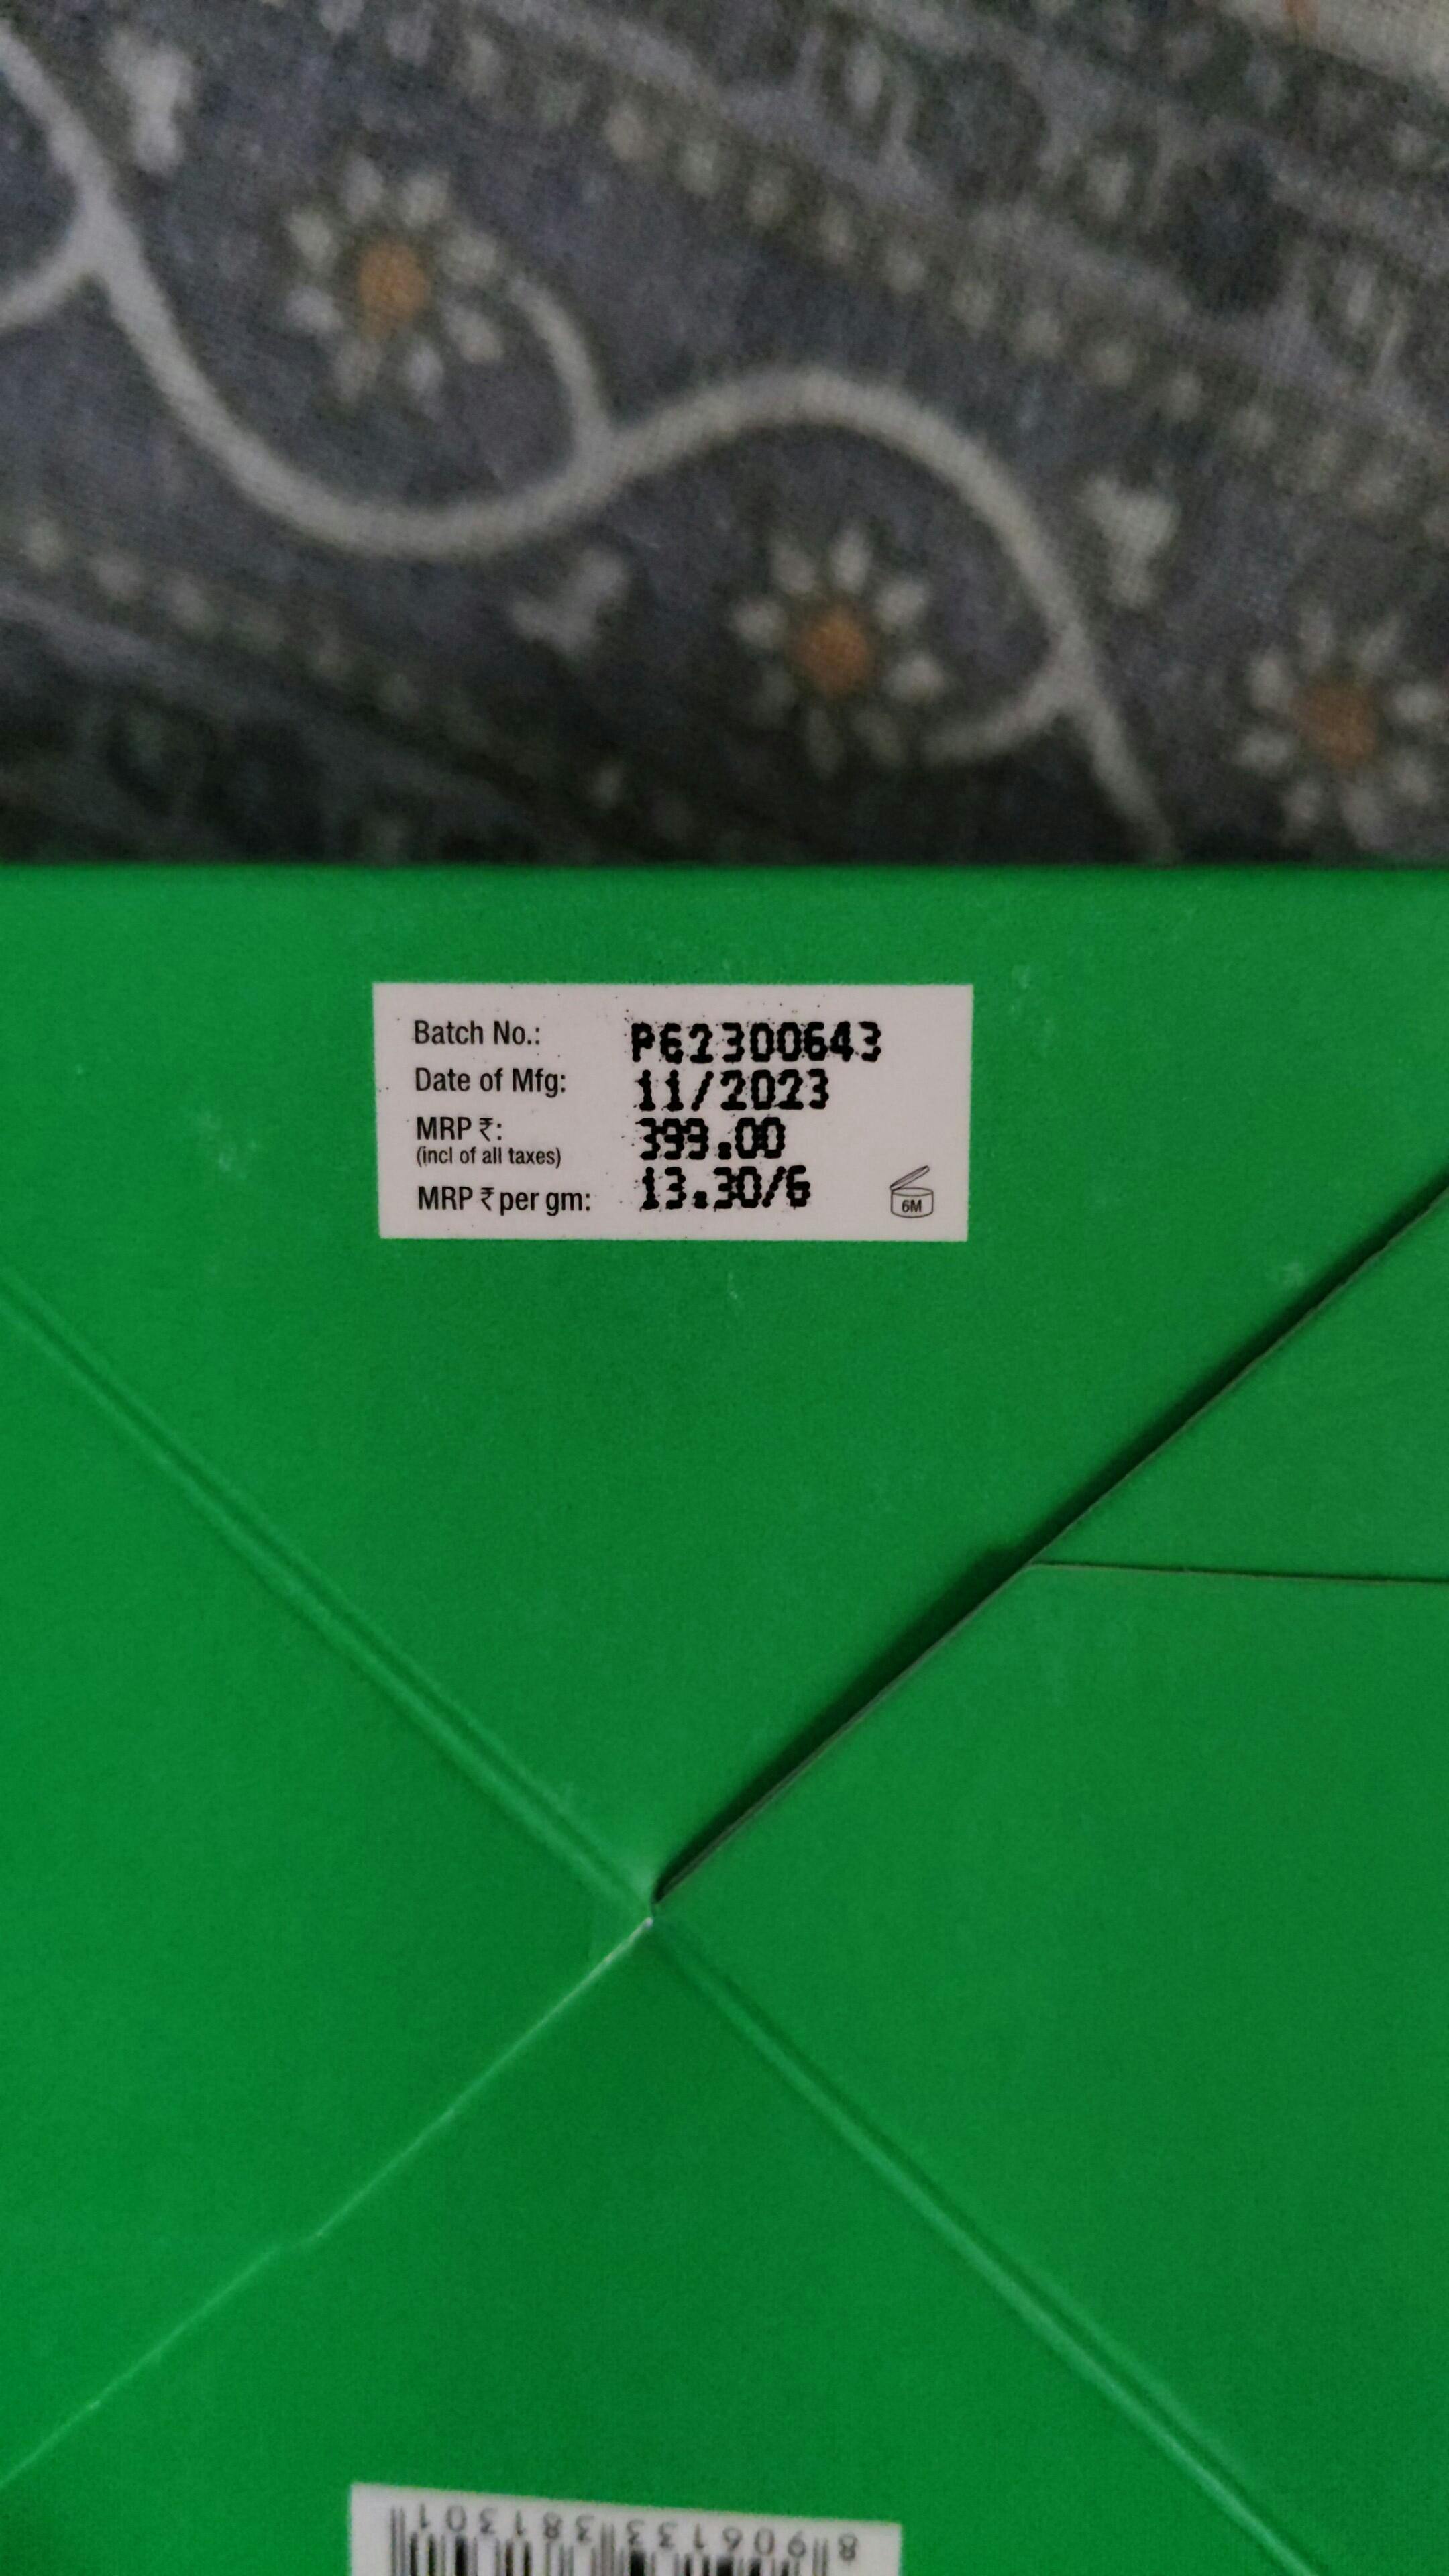 Batch No.: P62300643
Date of Mfg: 11/2023
MRP ₹: 399.00
(incl of all taxes)
MRP ₹ per gm: 13.30/G
6M
8906133381301